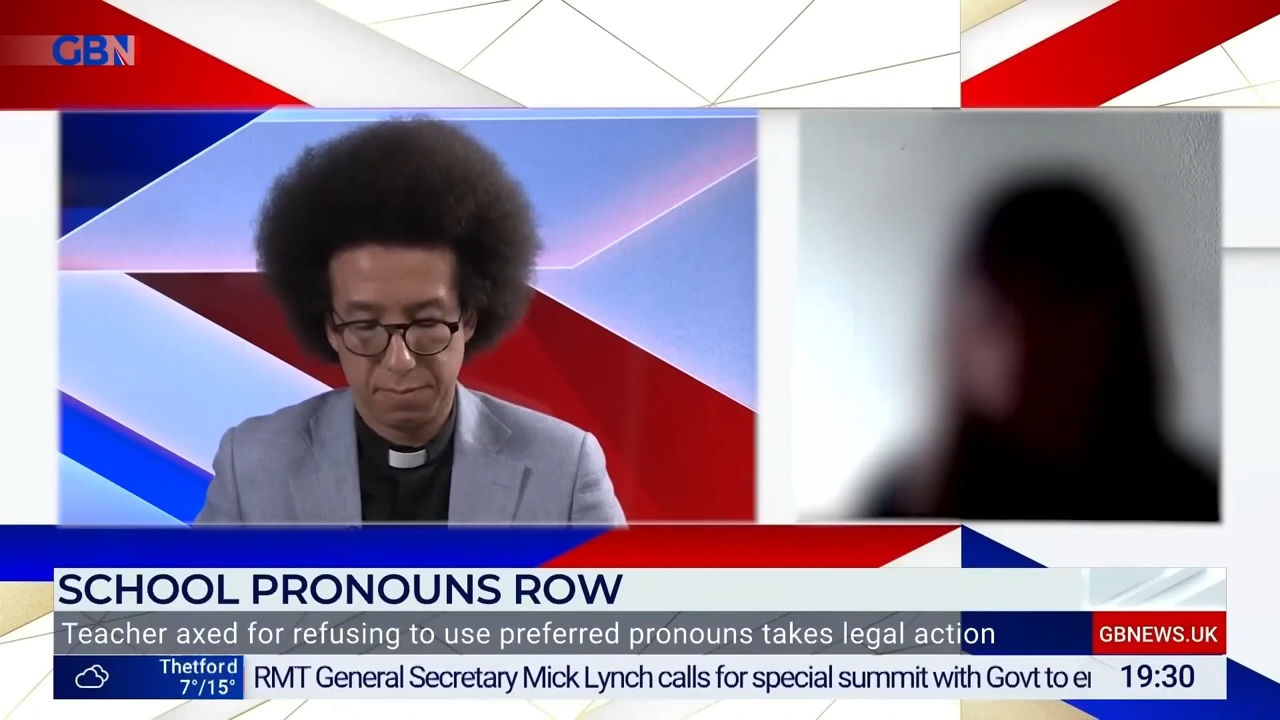 GBN
SCHOOL PRONOUNS ROW
Teacher axed for refusing to use preferred pronouns takes legal action
GBNEWS.UK
Thetford
7°/15°
RMT General Secretary Mick Lynch calls for special summit with Govt to
19:30